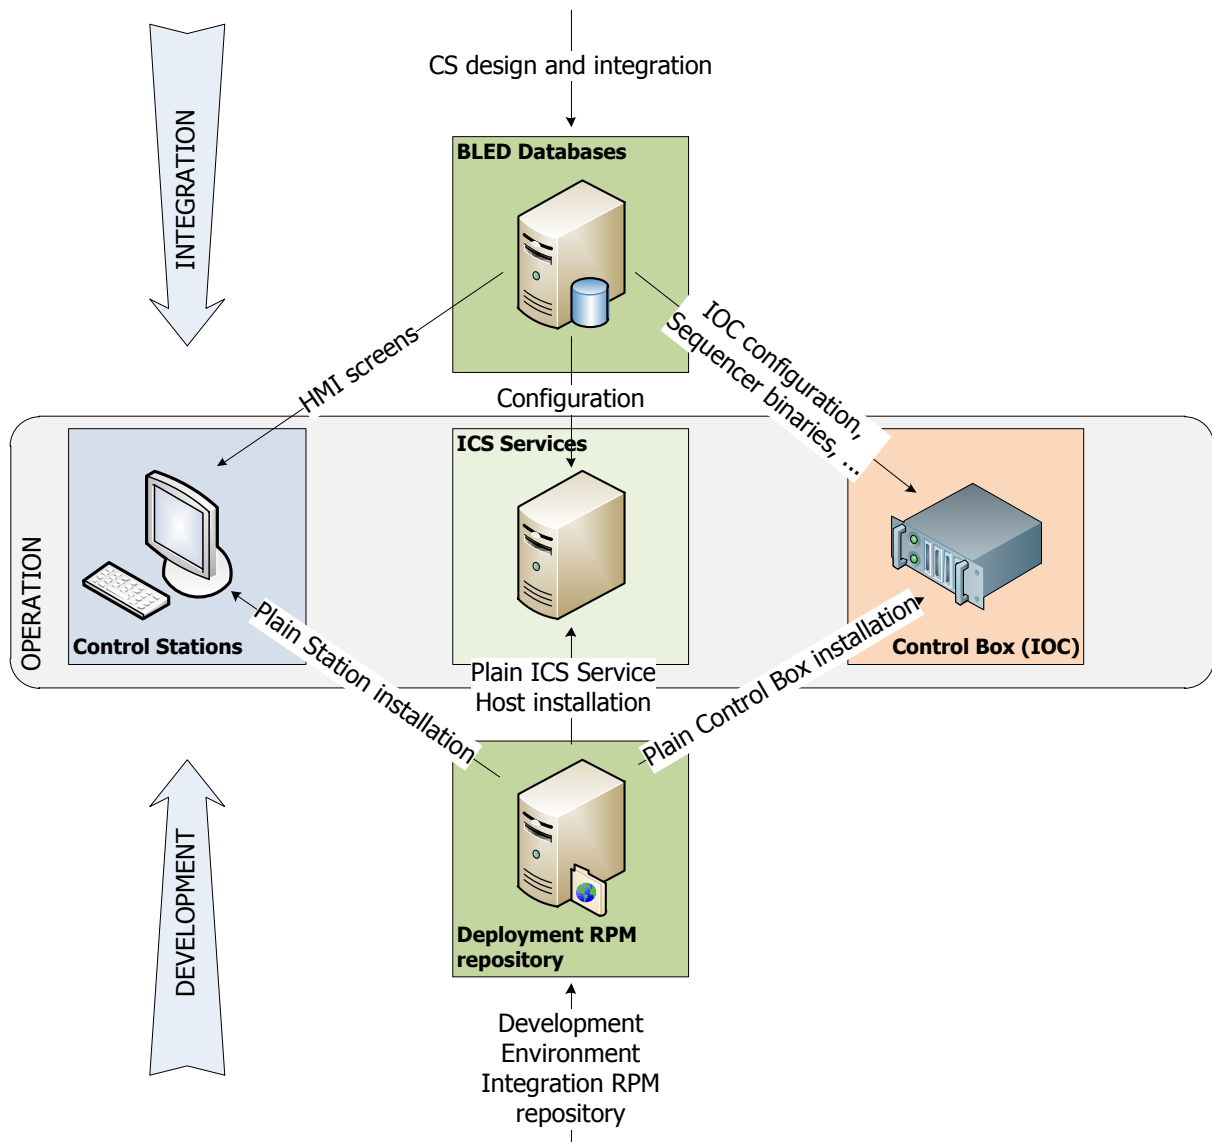 CS design and integration
INTEGRATION
BLED Databases
HMI screens
Configuration
IOC configuration,
Sequencer binaries, ...
OPERATION
Control Stations
ICS Services
Control Box (IOC)
Plain Station installation
Plain ICS Service
Host installation
Plain Control Box installation
DEVELOPMENT
Deployment RPM
repository
Development
Environment
Integration RPM
repository